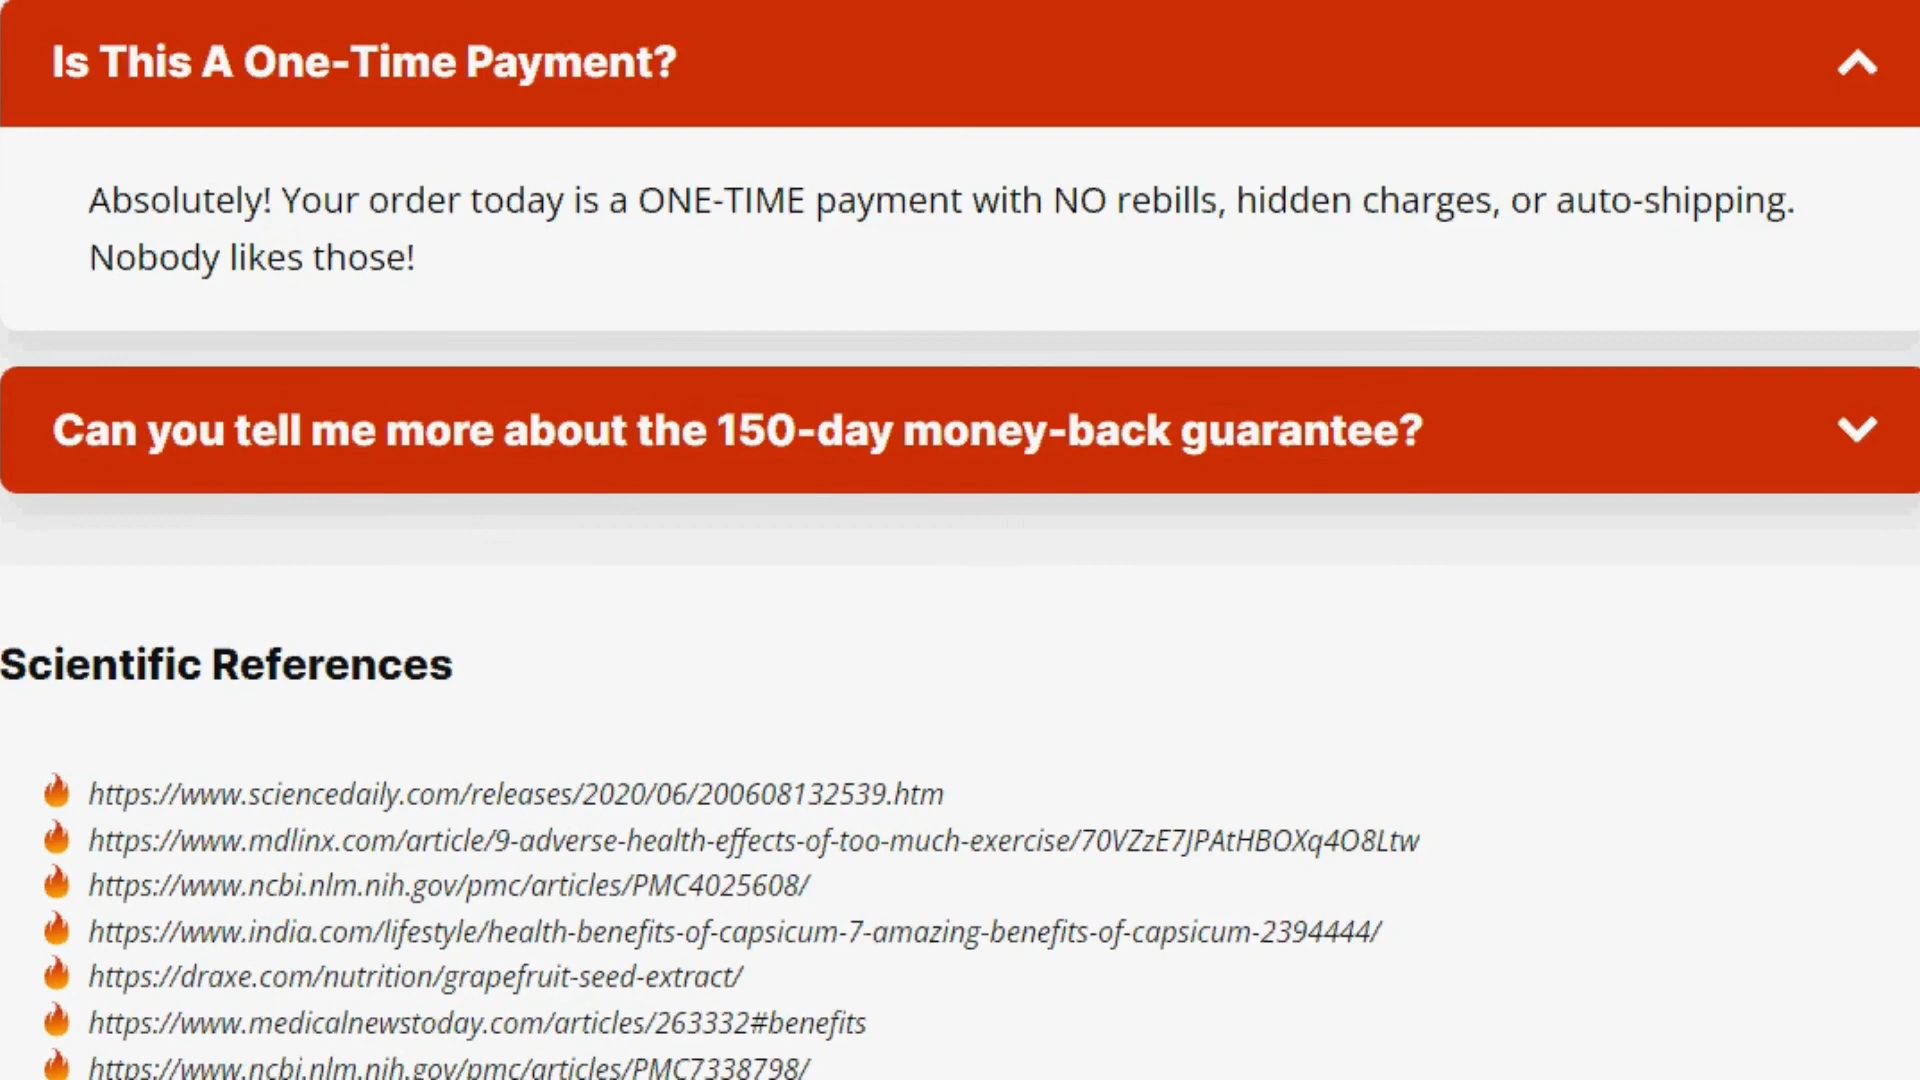 Is This A One-Time Payment?
Absolutely! Your order today is a ONE-TIME payment with NO rebills, hidden charges, or auto-shipping.
Nobody likes those!
Can you tell me more about the 150-day money-back guarantee?
Scientific References
https://www.sciencedaily.com/releases/2020/06/200608132539.htm
https://www.mdlinx.com/article/9-adverse-health-effects-of-too-much-exercise/70VZzE7JPAtHBOXq4O8Ltw
https://www.ncbi.nlm.nih.gov/pmc/articles/PMC4025608/
https://www.india.com/lifestyle/health-benefits-of-capsicum-7-amazing-benefits-of-capsicum-2394444/
https://draxe.com/nutrition/grapefruit-seed-extract/
https://www.medicalnewstoday.com/articles/263332#benefits
https://www.ncbi.nlm.nih.gov/pmc/articles/PMC7338798/